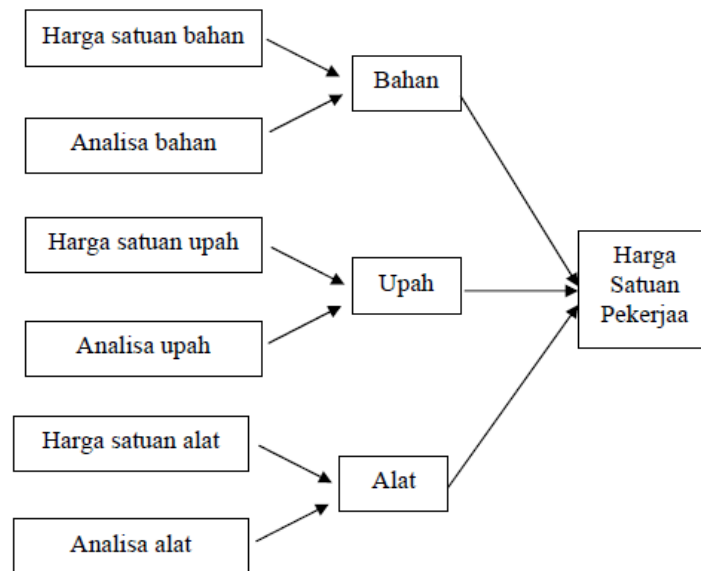 Harga satuan bahan
Bahan
Analisa bahan
Harga satuan upah
Upah
Analisa upah
Harga
Satuan
Pekerjaa
Harga satuan alat
Alat
Analisa alat